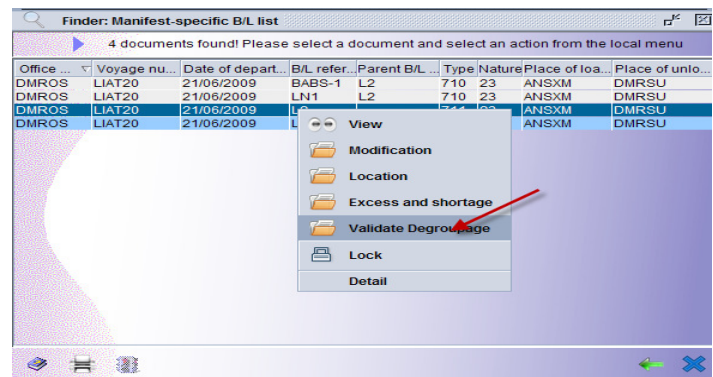 Finder: Manifest-specific B/L list
4 documents found! Please select a document and select an action from the local menu
Office ... Voyage nu... Date of depart... B/L refer... Parent B/L ... Type Nature Place of loa... Place of unlo...
DMROS LIAT20 21/06/2009 BABS-1 L2 710 23 ANSXM DMRSU
DMROS LIAT20 21/06/2009 LN1 L2 710 23 ANSXM DMRSU
DMROS LIAT20 21/06/2009 ANSXM DMRSU
DMROS LIAT20 21/06/2009 ANSXM DMRSU
View
Modification
Location
Excess and shortage
Validate Degroupage
Lock
Detail